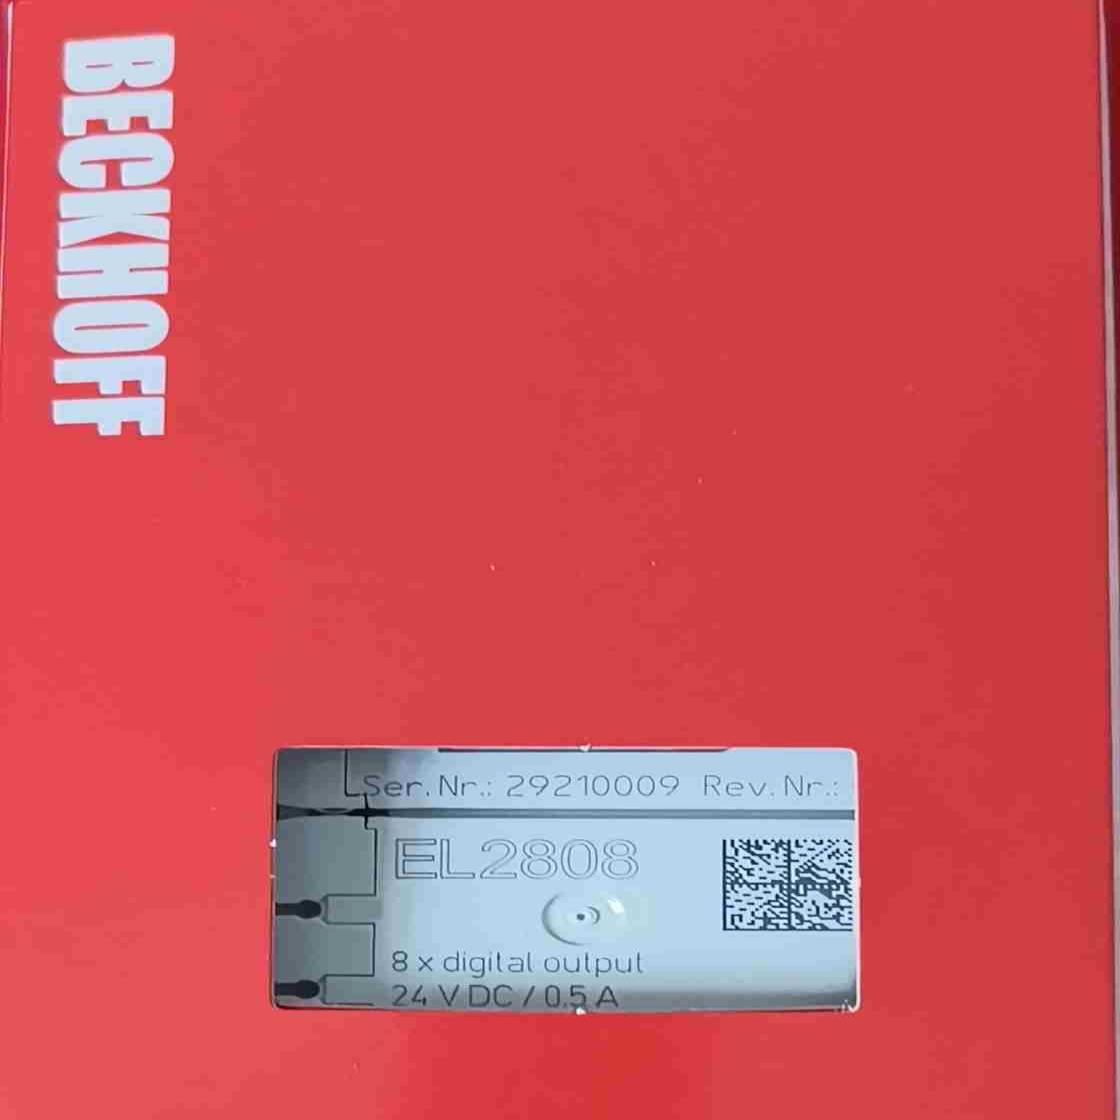 BECKHOFF
Ser. Nr.: 29210009 Rev. Nr.:
EL2808
8 x digital output
24 V DC / 0.5 A